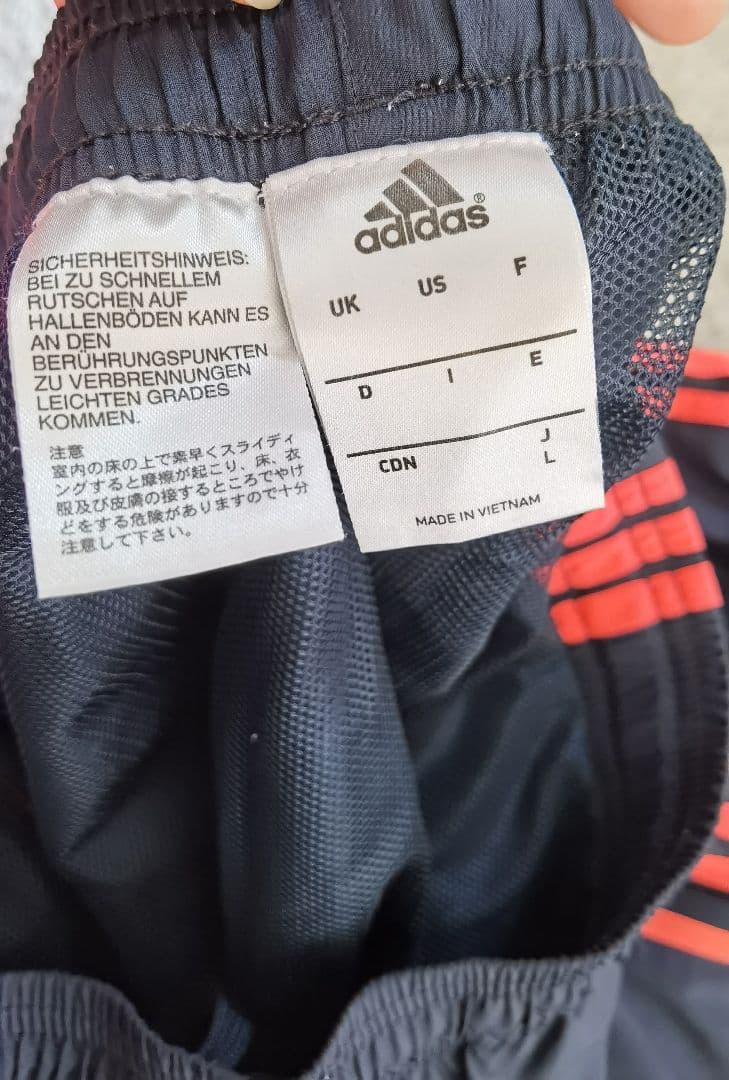 SICHERHEITSHINWEIS:
BEI ZU SCHNELLEM
RUTSCHEN AUF
HALLENBÖDEN KANN ES
AN DEN
BERÜHRUNGSPUNKTEN
ZU VERBRENNUNGEN
LEICHTEN GRADES
KOMMEN.
注意
室内の床の上で素早くスライディ
ングすると摩擦が起こり、床、衣
服及び皮膚の接するところでやけ
どをする危険がありますので十分
注意して下さい。
adidas®
UK US F
D I E
CDN J
L
MADE IN VIETNAM